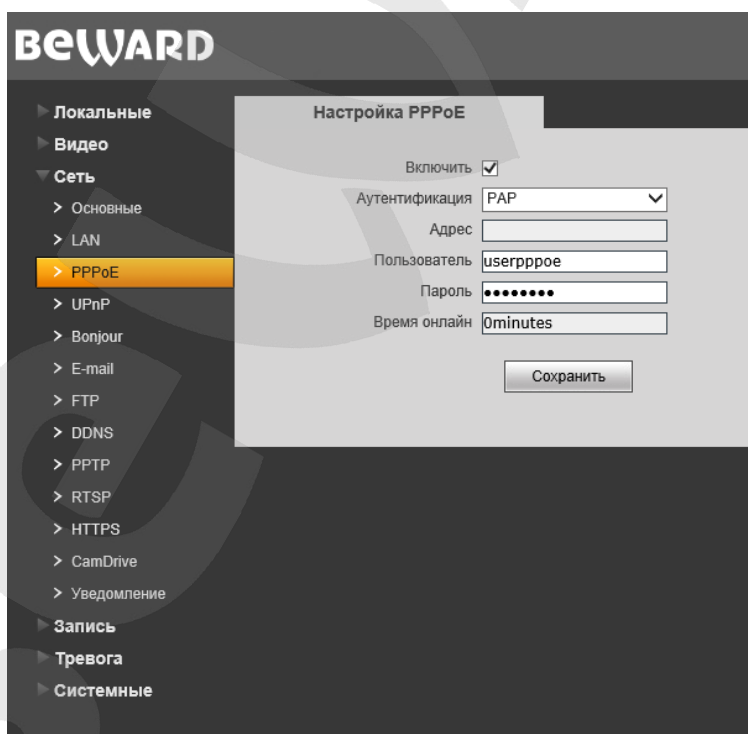 BEWARD
Локальные
Видео
Сеть
Основные
LAN
PPPoE
UPnP
Bonjour
E-mail
FTP
DDNS
PPTP
RTSP
HTTPS
CamDrive
Уведомление
Запись
Тревога
Системные
Настройка PPPoE
Включить
Аутентификация PAP
Адрес
Пользователь userpppoe
Пароль ••••••••
Время онлайн 0minutes
Сохранить